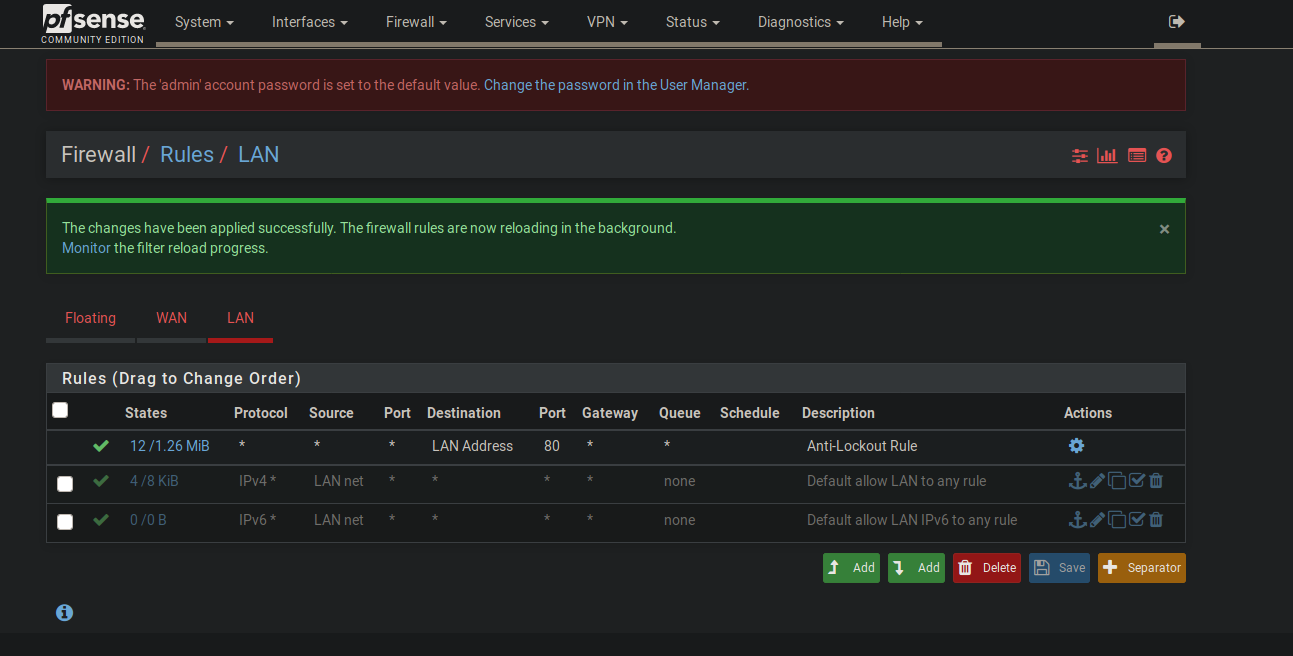 pfsense
COMMUNITY EDITION
System Interfaces Firewall Services VPN Status Diagnostics Help
WARNING: The 'admin' account password is set to the default value. Change the password in the User Manager.
Firewall / Rules / LAN
The changes have been applied successfully. The firewall rules are now reloading in the background.
Monitor the filter reload progress.
×
Floating WAN LAN
Rules (Drag to Change Order)
States Protocol Source Port Destination Port Gateway Queue Schedule Description Actions
12 /1.26 MiB * * * LAN Address 80 * * Anti-Lockout Rule
4 /8 KiB IPv4 * LAN net * * * * none Default allow LAN to any rule
0 /0 B IPv6 * LAN net * * * * none Default allow LAN IPv6 to any rule
Add Add Delete Save Separator